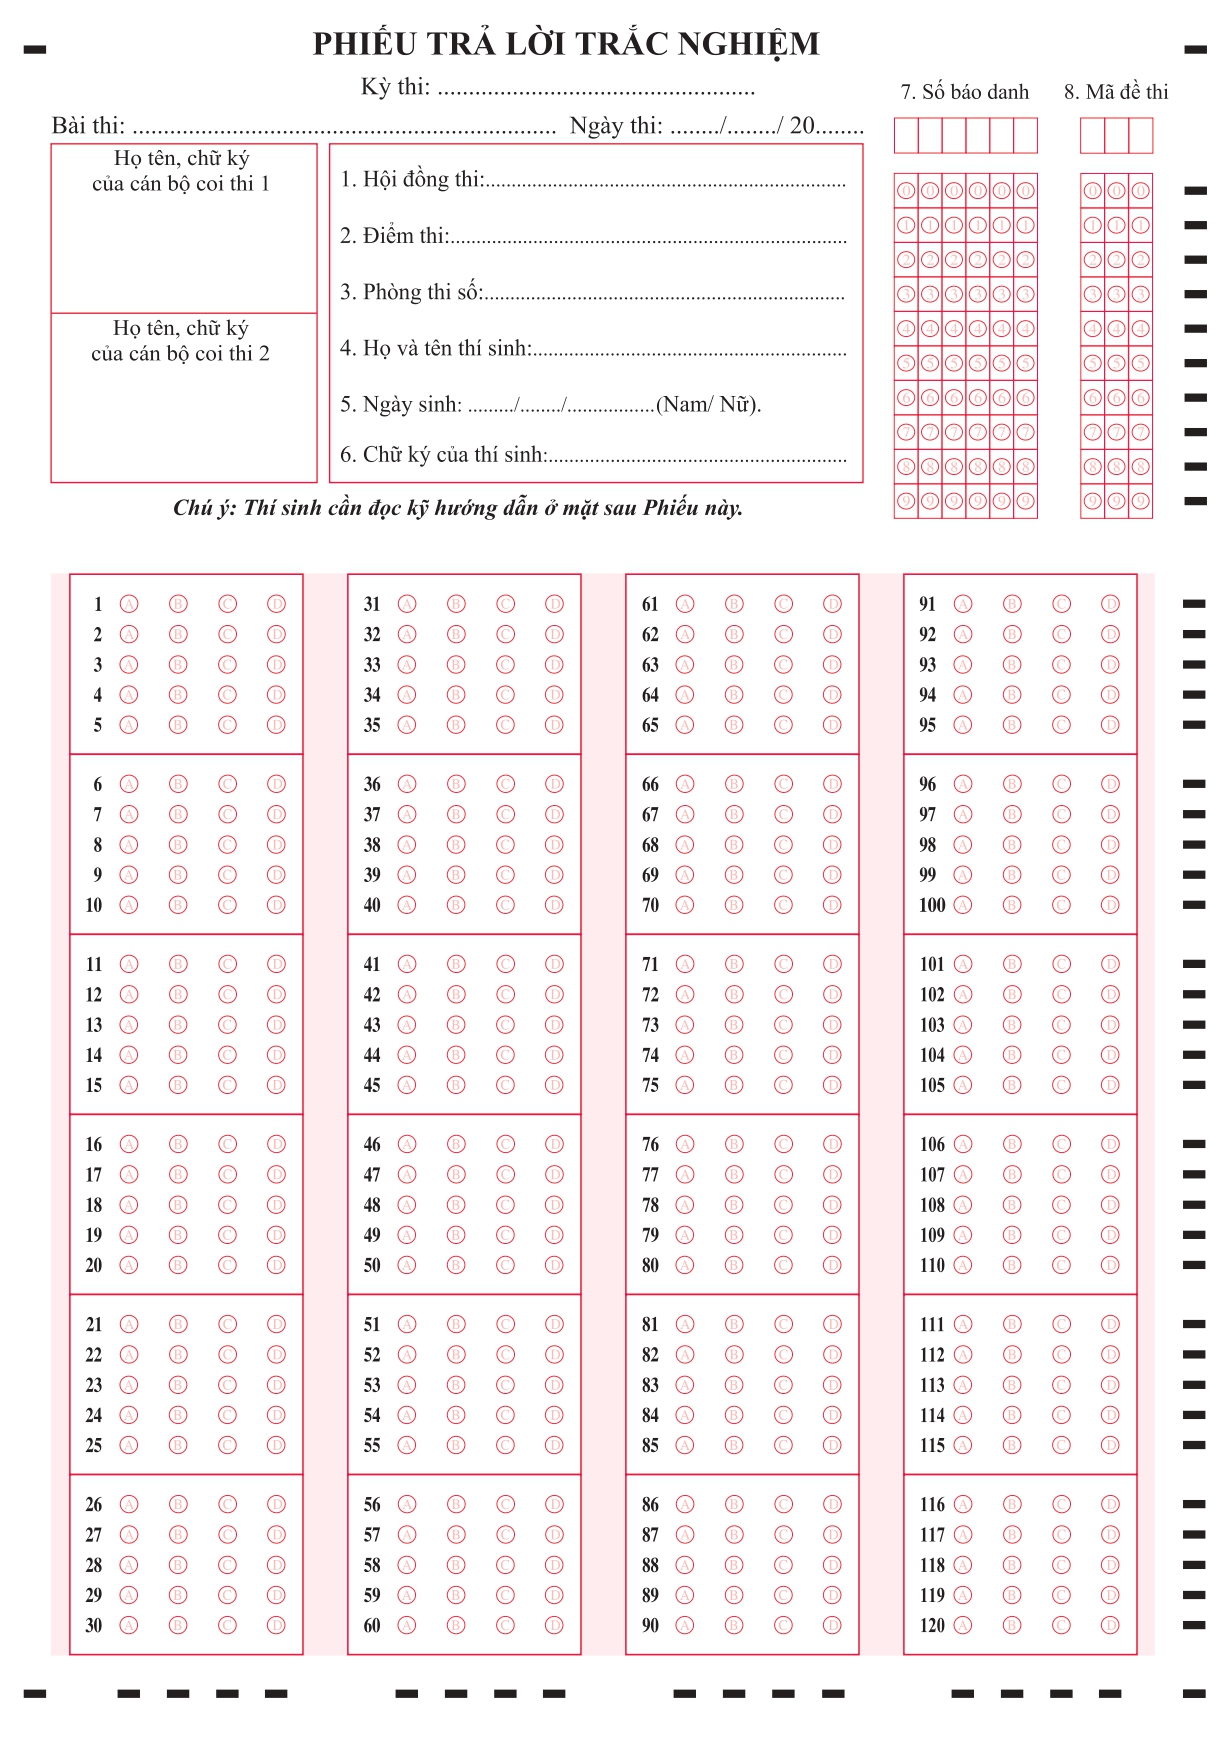 PHIẾU TRẢ LỜI TRẮC NGHIỆM
Kỳ thi: ...................................................
Bài thi: .................................................................... Ngày thi: ......../......../ 20........
Họ tên, chữ ký
của cán bộ coi thi 1
Họ tên, chữ ký
của cán bộ coi thi 2
1. Hội đồng thi:.....................................................................
2. Điểm thi:............................................................................
3. Phòng thi số:.....................................................................
4. Họ và tên thí sinh:............................................................
5. Ngày sinh: ........./......../.................(Nam/ Nữ).
6. Chữ ký của thí sinh:.........................................................
Chú ý: Thí sinh cần đọc kỹ hướng dẫn ở mặt sau Phiếu này.
7. Số báo danh 8. Mã đề thi
0 0 0 0 0 0 0 0 0
1 1 1 1 1 1 1 1 1
2 2 2 2 2 2 2 2 2
3 3 3 3 3 3 3 3 3
4 4 4 4 4 4 4 4 4
5 5 5 5 5 5 5 5 5
6 6 6 6 6 6 6 6 6
7 7 7 7 7 7 7 7 7
8 8 8 8 8 8 8 8 8
9 9 9 9 9 9 9 9 9
1 A B C D 31 A B C D 61 A B C D 91 A B C D
2 A B C D 32 A B C D 62 A B C D 92 A B C D
3 A B C D 33 A B C D 63 A B C D 93 A B C D
4 A B C D 34 A B C D 64 A B C D 94 A B C D
5 A B C D 35 A B C D 65 A B C D 95 A B C D
6 A B C D 36 A B C D 66 A B C D 96 A B C D
7 A B C D 37 A B C D 67 A B C D 97 A B C D
8 A B C D 38 A B C D 68 A B C D 98 A B C D
9 A B C D 39 A B C D 69 A B C D 99 A B C D
10 A B C D 40 A B C D 70 A B C D 100 A B C D
11 A B C D 41 A B C D 71 A B C D 101 A B C D
12 A B C D 42 A B C D 72 A B C D 102 A B C D
13 A B C D 43 A B C D 73 A B C D 103 A B C D
14 A B C D 44 A B C D 74 A B C D 104 A B C D
15 A B C D 45 A B C D 75 A B C D 105 A B C D
16 A B C D 46 A B C D 76 A B C D 106 A B C D
17 A B C D 47 A B C D 77 A B C D 107 A B C D
18 A B C D 48 A B C D 78 A B C D 108 A B C D
19 A B C D 49 A B C D 79 A B C D 109 A B C D
20 A B C D 50 A B C D 80 A B C D 110 A B C D
21 A B C D 51 A B C D 81 A B C D 111 A B C D
22 A B C D 52 A B C D 82 A B C D 112 A B C D
23 A B C D 53 A B C D 83 A B C D 113 A B C D
24 A B C D 54 A B C D 84 A B C D 114 A B C D
25 A B C D 55 A B C D 85 A B C D 115 A B C D
26 A B C D 56 A B C D 86 A B C D 116 A B C D
27 A B C D 57 A B C D 87 A B C D 117 A B C D
28 A B C D 58 A B C D 88 A B C D 118 A B C D
29 A B C D 59 A B C D 89 A B C D 119 A B C D
30 A B C D 60 A B C D 90 A B C D 120 A B C D